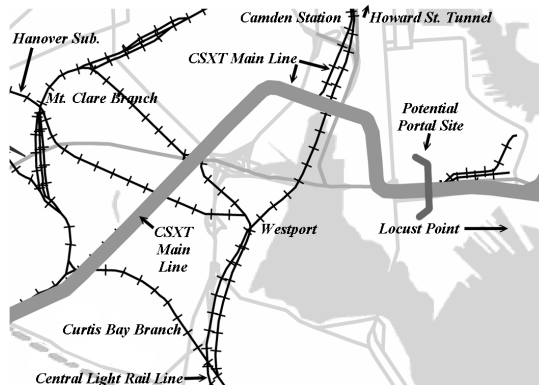 Camden Station
Howard St. Tunnel
Hanover Sub.
CSXT Main Line
Mt. Clare Branch
Potential
Portal Site
CSXT
Main
Line
Westport
Locust Point
Curtis Bay Branch
Central Light Rail Line